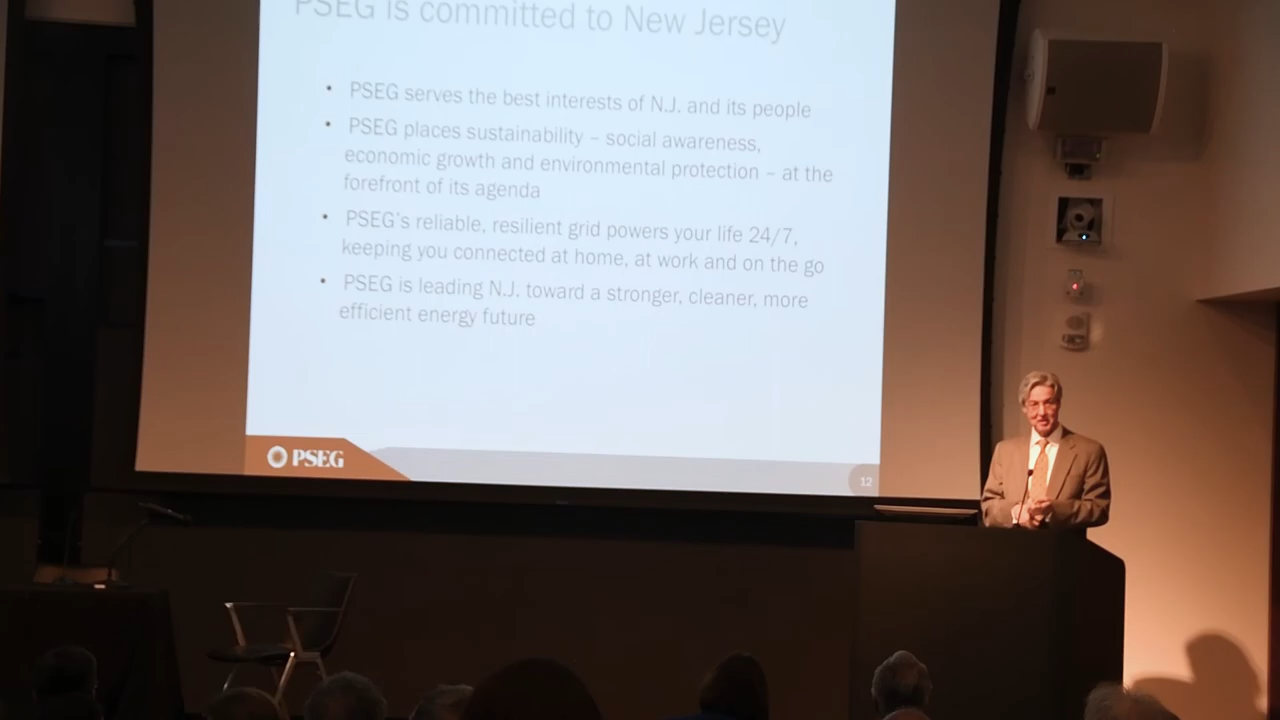 PSEG is committed to New Jersey
• PSEG serves the best interests of N.J. and its people
• PSEG places sustainability – social awareness,
economic growth and environmental protection – at the
forefront of its agenda
• PSEG's reliable, resilient grid powers your life 24/7,
keeping you connected at home, at work and on the go
• PSEG is leading N.J. toward a stronger, cleaner, more
efficient energy future
PSEG
12